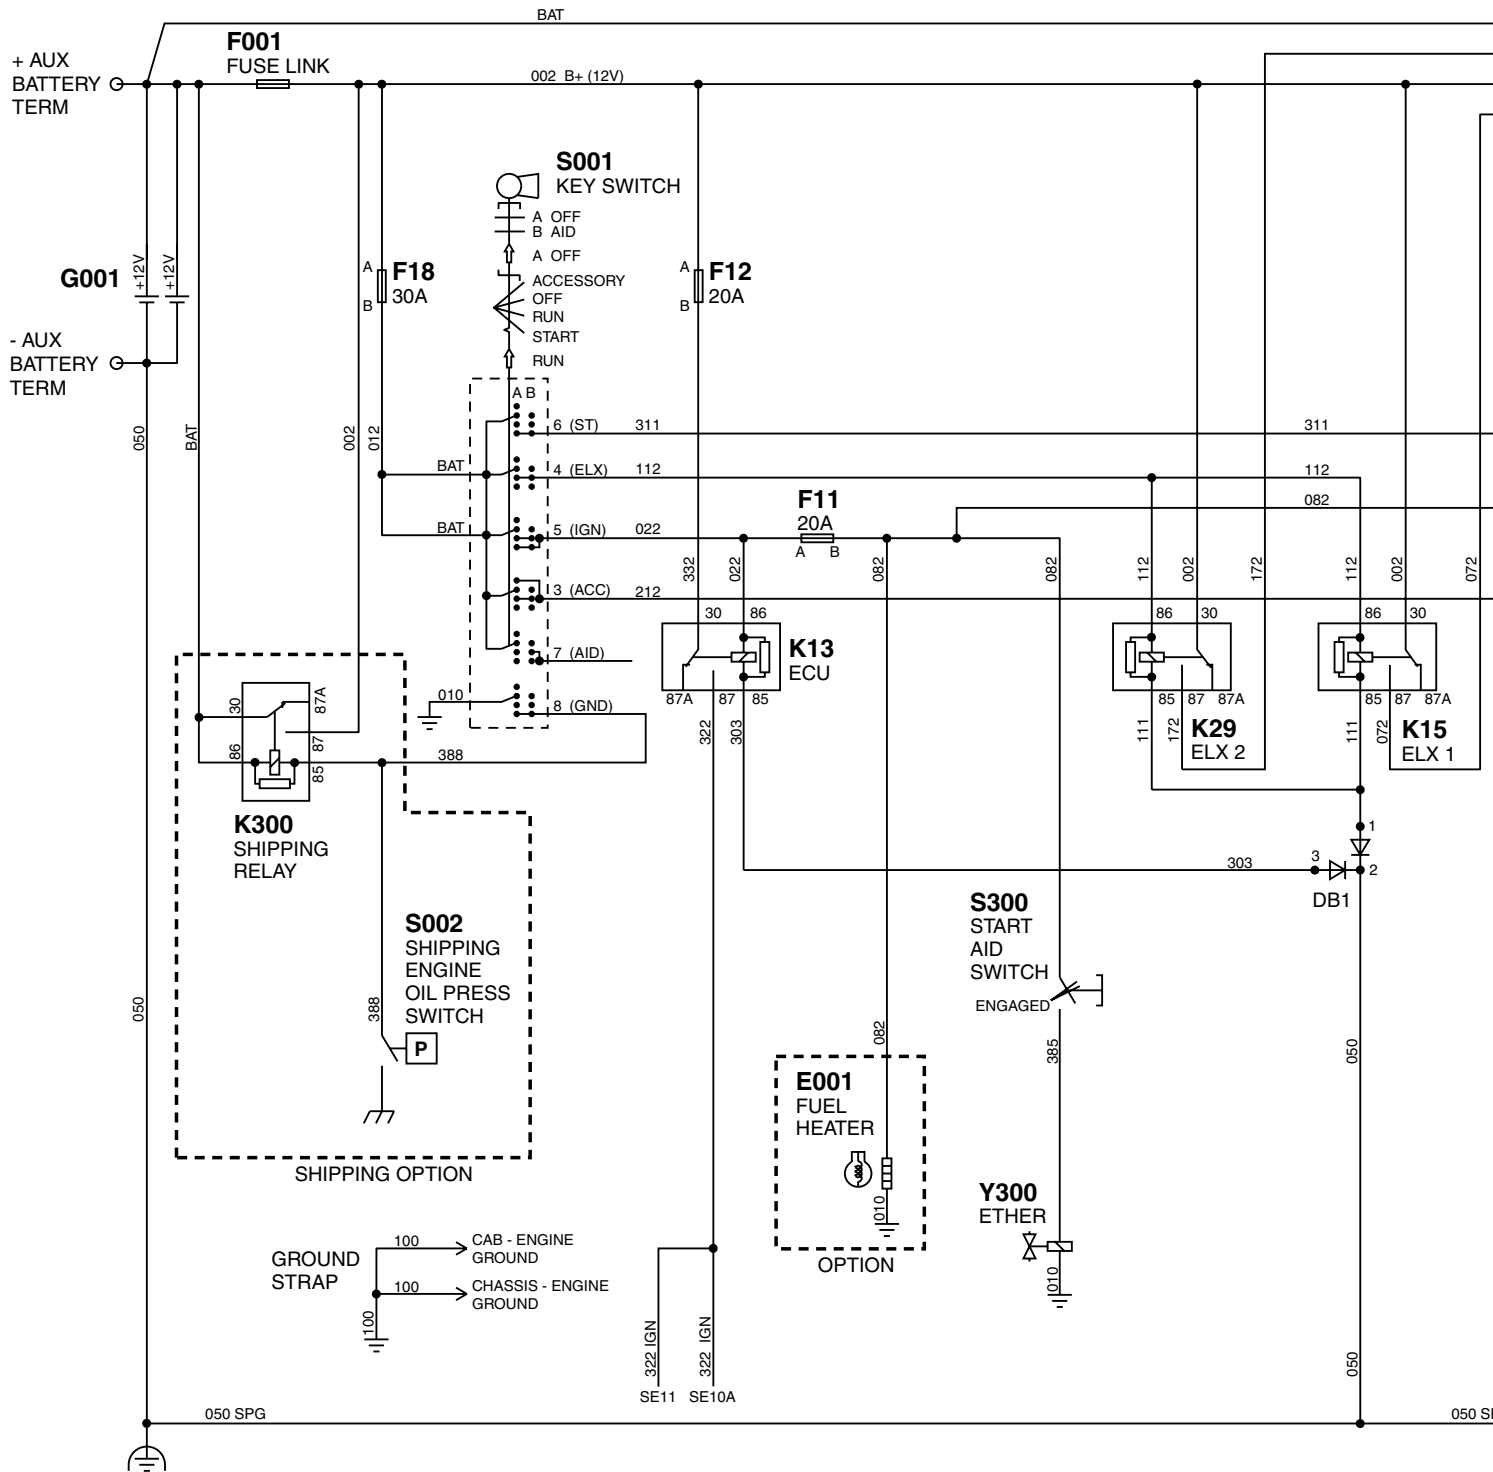 BAT
F001
FUSE LINK
+ AUX
BATTERY
TERM
002 B+ (12V)
S001
KEY SWITCH
A OFF
B AID
A OFF
ACCESSORY
OFF
RUN
START
RUN
G001
+12V
+12V
A
F18
30A
B
A
F12
20A
B
- AUX
BATTERY
TERM
050
BAT
002
012
A B
6 (ST)
311
311
BAT
4 (ELX)
112
112
F11
20A
A B
082
BAT
5 (IGN)
022
332
022
082
082
112
002
172
112
002
072
3 (ACC)
212
30
86
86
30
86
30
K13
ECU
7 (AID)
87A
87
85
85
87
87A
85
87
87A
30
87A
86
87
85
010
8 (GND)
388
322
303
111
172
K29
ELX 2
111
072
K15
ELX 1
K300
SHIPPING
RELAY
1
303
3
2
DB1
S002
SHIPPING
ENGINE
OIL PRESS
SWITCH
388
P
S300
START
AID
SWITCH
ENGAGED
050
082
385
050
E001
FUEL
HEATER
010
OPTION
SHIPPING OPTION
Y300
ETHER
010
GROUND
STRAP
100
CAB - ENGINE
GROUND
100
CHASSIS - ENGINE
GROUND
100
322 IGN
322 IGN
SE11
SE10A
050
050 SPG